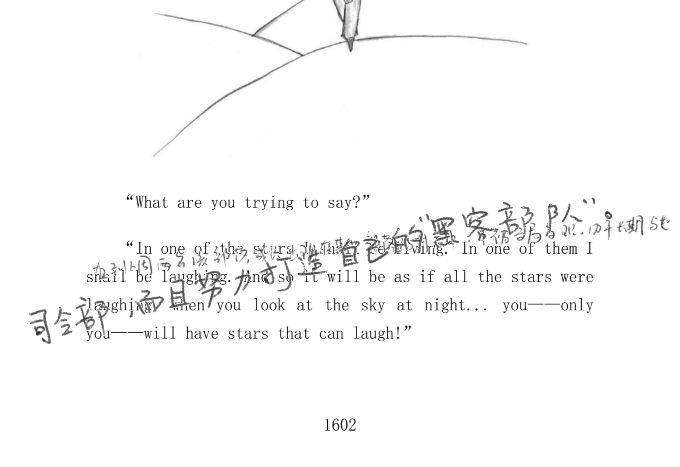 “What are you trying to say?”
“In one of the stars I shall be living. In one of them I
shall be laughing. And so it will be as if all the stars were
laughing when you look at the sky at night... you——only
you——will have stars that can laugh!”
司令部 而且努力打造自己的“黑客部队”。
1602